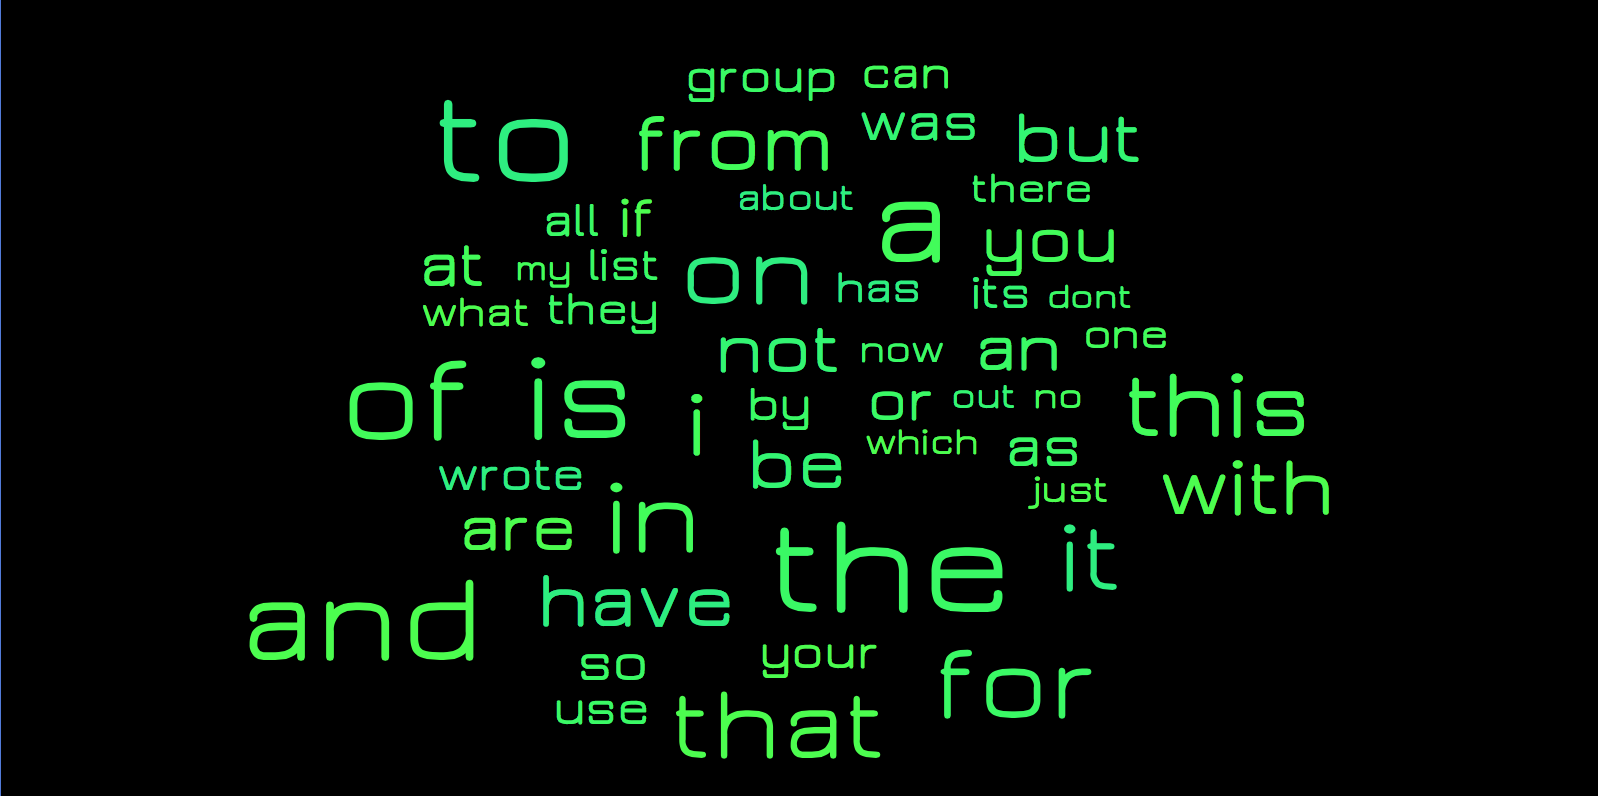 group can
to from was but
about a there
all if you
at my list on has its dont
what they
not now an one
of is i by or out no this
which as
wrote be just with
are in the it
and have
so your for
use that